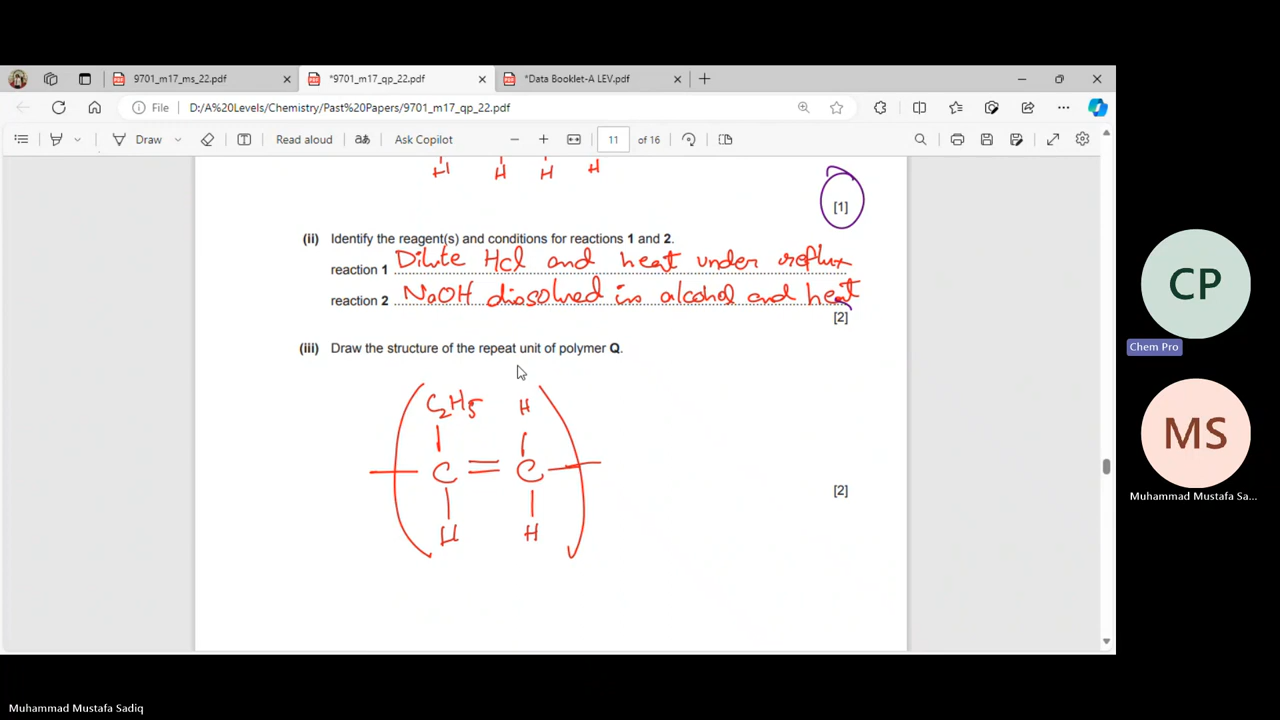 9701_m17_ms_22.pdf
*9701_m17_qp_22.pdf
*Data Booklet-A LEV.pdf
File
D:/A%20Levels/Chemistry/Past%20Papers/9701_m17_qp_22.pdf
Draw
Read aloud
Ask Copilot
11 of 16
H H H H
[1]
(ii) Identify the reagent(s) and conditions for reactions 1 and 2.
reaction 1 Dilute HCl and heat under reflux
reaction 2 NaOH dissolved in alcohol and heat
[2]
(iii) Draw the structure of the repeat unit of polymer Q.
C2H5 H
C = C
H H
[2]
CP
Chem Pro
MS
Muhammad Mustafa Sa...
Muhammad Mustafa Sadiq